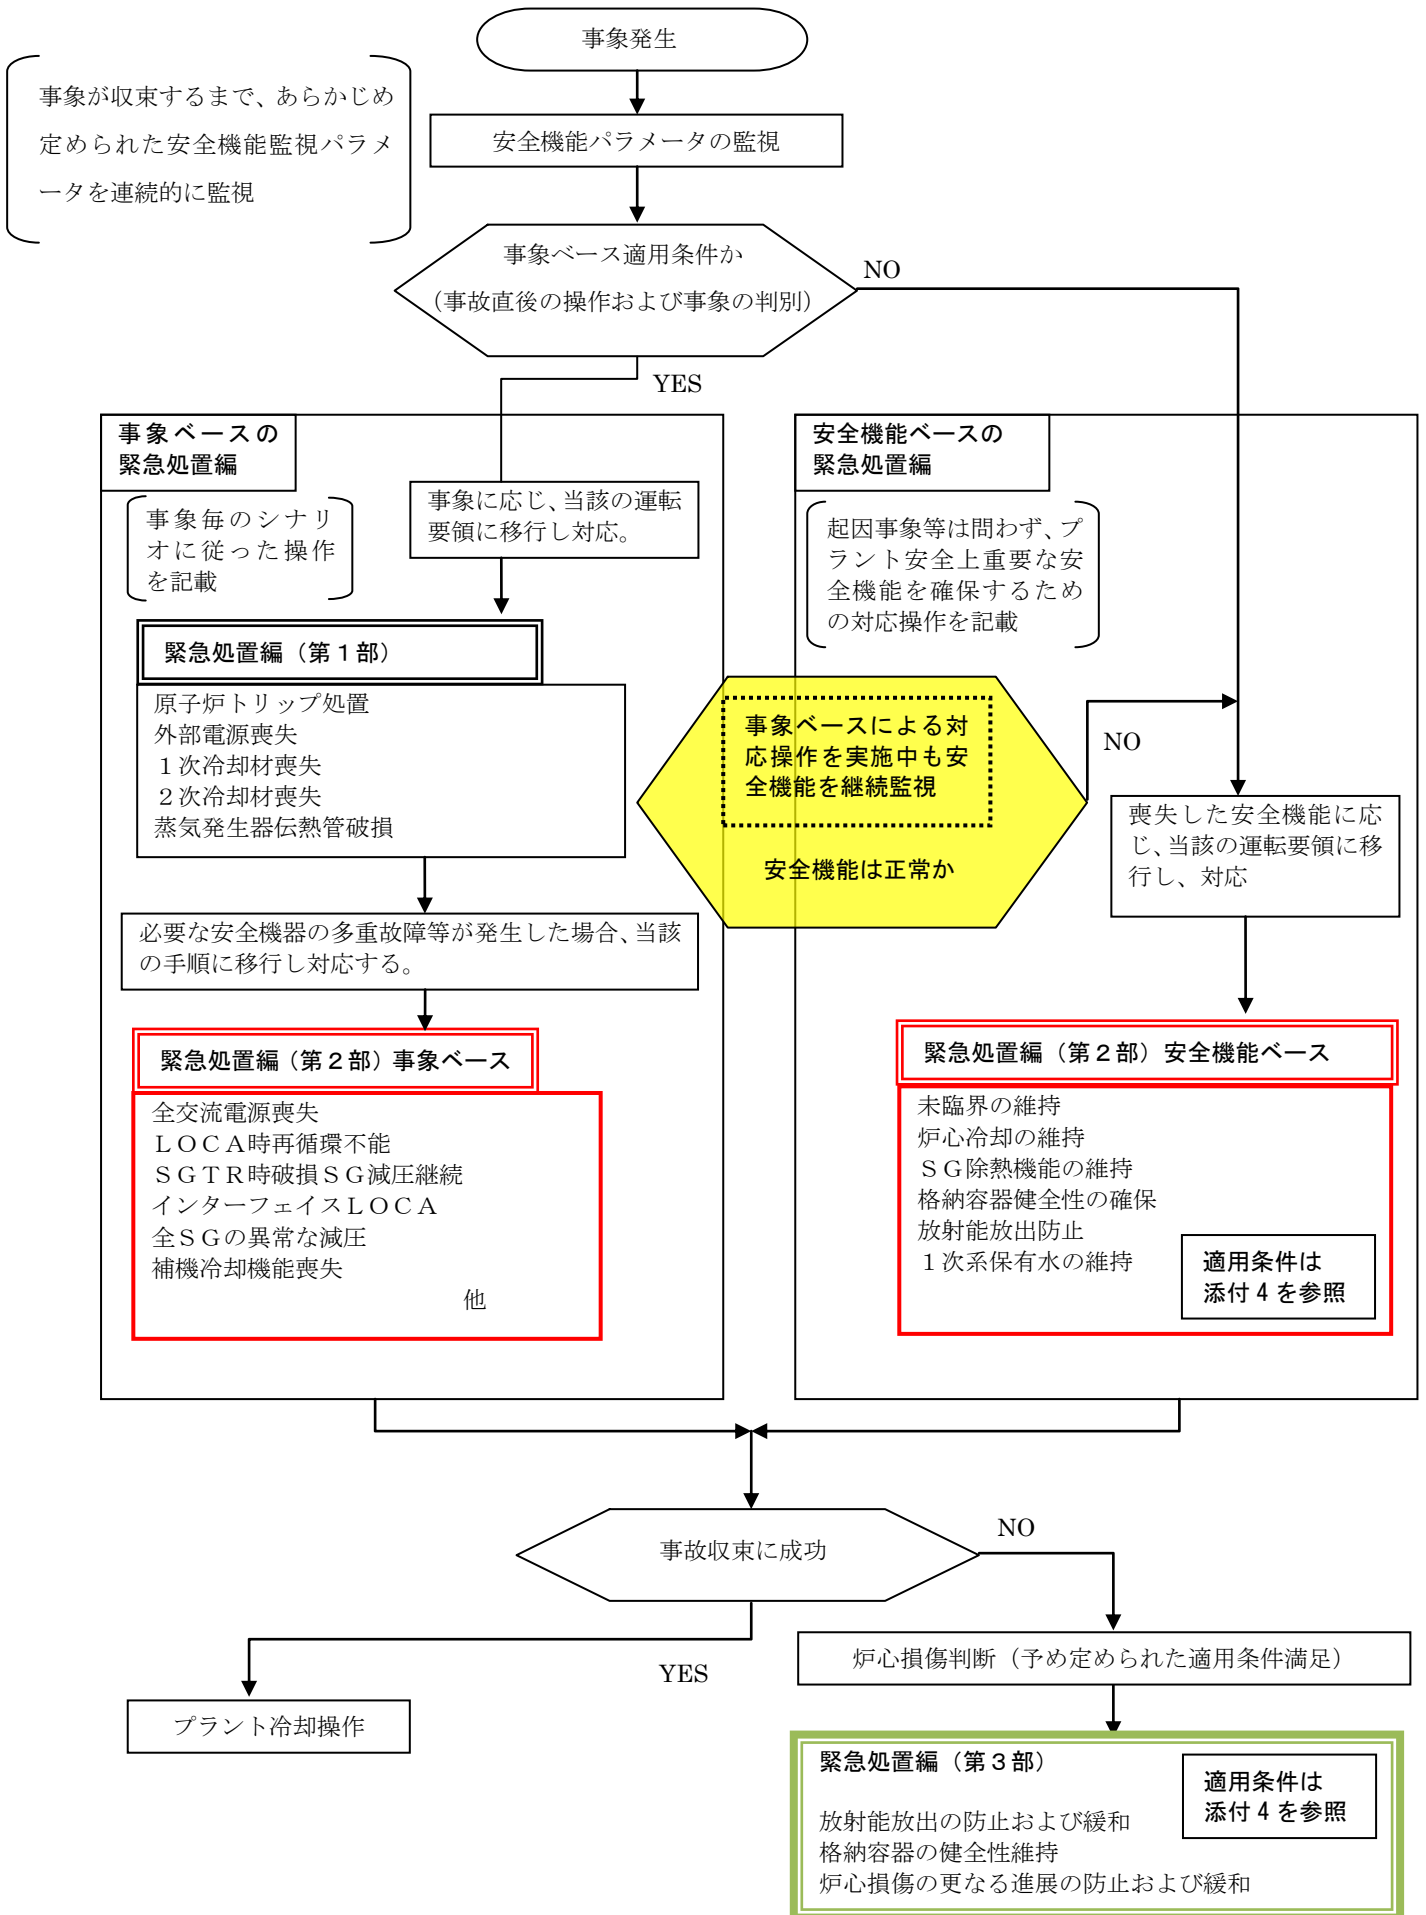 事象発生
事象が収束するまで、あらかじめ
定められた安全機能監視パラメ
ータを連続的に監視
安全機能パラメータの監視
事象ベース適用条件か
（事故直後の操作および事象の判別）
NO
YES
事象ベースの
緊急処置編
事象毎のシナリ
オに従った操作
を記載
事象に応じ、当該の運転
要領に移行し対応。
緊急処置編（第１部）
原子炉トリップ処置
外部電源喪失
１次冷却材喪失
２次冷却材喪失
蒸気発生器伝熱管破損
必要な安全機器の多重故障等が発生した場合、当該
の手順に移行し対応する。
緊急処置編（第２部）事象ベース
全交流電源喪失
ＬＯＣＡ時再循環不能
ＳＧＴＲ時破損ＳＧ減圧継続
インターフェイスＬＯＣＡ
全ＳＧの異常な減圧
補機冷却機能喪失
他
事象ベースによる対
応操作を実施中も安
全機能を継続監視
安全機能は正常か
NO
安全機能ベースの
緊急処置編
起因事象等は問わず、プ
ラント安全上重要な安
全機能を確保するため
の対応操作を記載
喪失した安全機能に応
じ、当該の運転要領に移
行し、対応
緊急処置編（第２部）安全機能ベース
未臨界の維持
炉心冷却の維持
ＳＧ除熱機能の維持
格納容器健全性の確保
放射能放出防止
１次系保有水の維持
適用条件は
添付４を参照
事故収束に成功
NO
YES
プラント冷却操作
炉心損傷判断（予め定められた適用条件満足）
緊急処置編（第３部）
適用条件は
添付４を参照
放射能放出の防止および緩和
格納容器の健全性維持
炉心損傷の更なる進展の防止および緩和